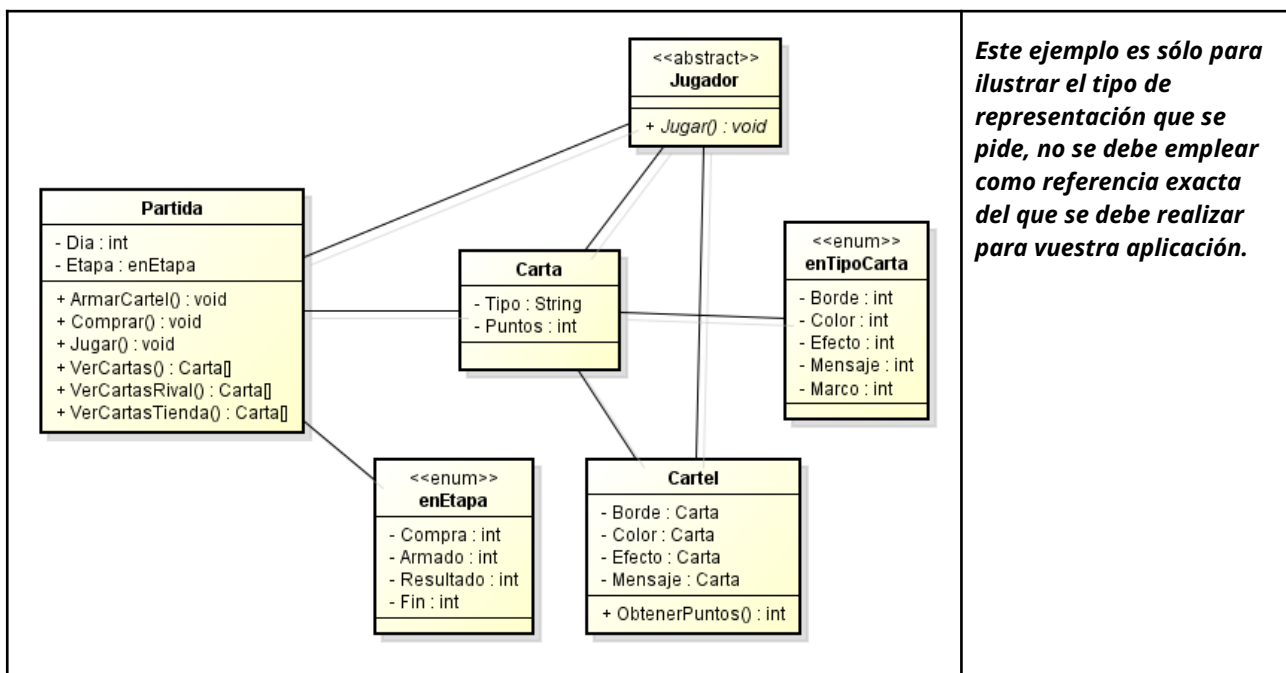 <<abstract>>
Jugador
+ Jugar() : void
Partida
- Dia : int
- Etapa : enEtapa
+ ArmarCartel() : void
+ Comprar() : void
+ Jugar() : void
+ VerCartas() : Carta[]
+ VerCartasRival() : Carta[]
+ VerCartasTienda() : Carta[]
Carta
- Tipo : String
- Puntos : int
<<enum>>
enTipoCarta
- Borde : int
- Color : int
- Efecto : int
- Mensaje : int
- Marco : int
<<enum>>
enEtapa
- Compra : int
- Armado : int
- Resultado : int
- Fin : int
Cartel
- Borde : Carta
- Color : Carta
- Efecto : Carta
- Mensaje : Carta
+ ObtenerPuntos() : int
Este ejemplo es sólo para
ilustrar el tipo de
representación que se
pide, no se debe emplear
como referencia exacta
del que se debe realizar
para vuestra aplicación.